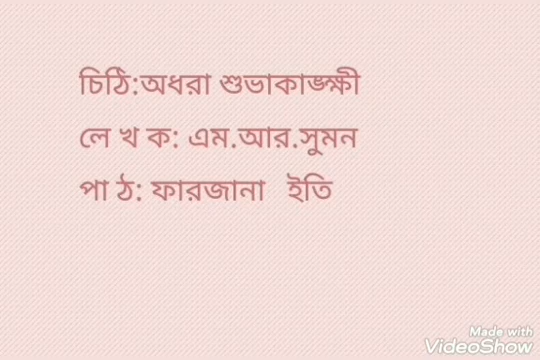 চিঠি:অধরা শুভাকাঙ্ক্ষী
লে খ ক: এম.আর.সুমন
পা ঠ: ফারজানা ইতি
Made with
VideoShow